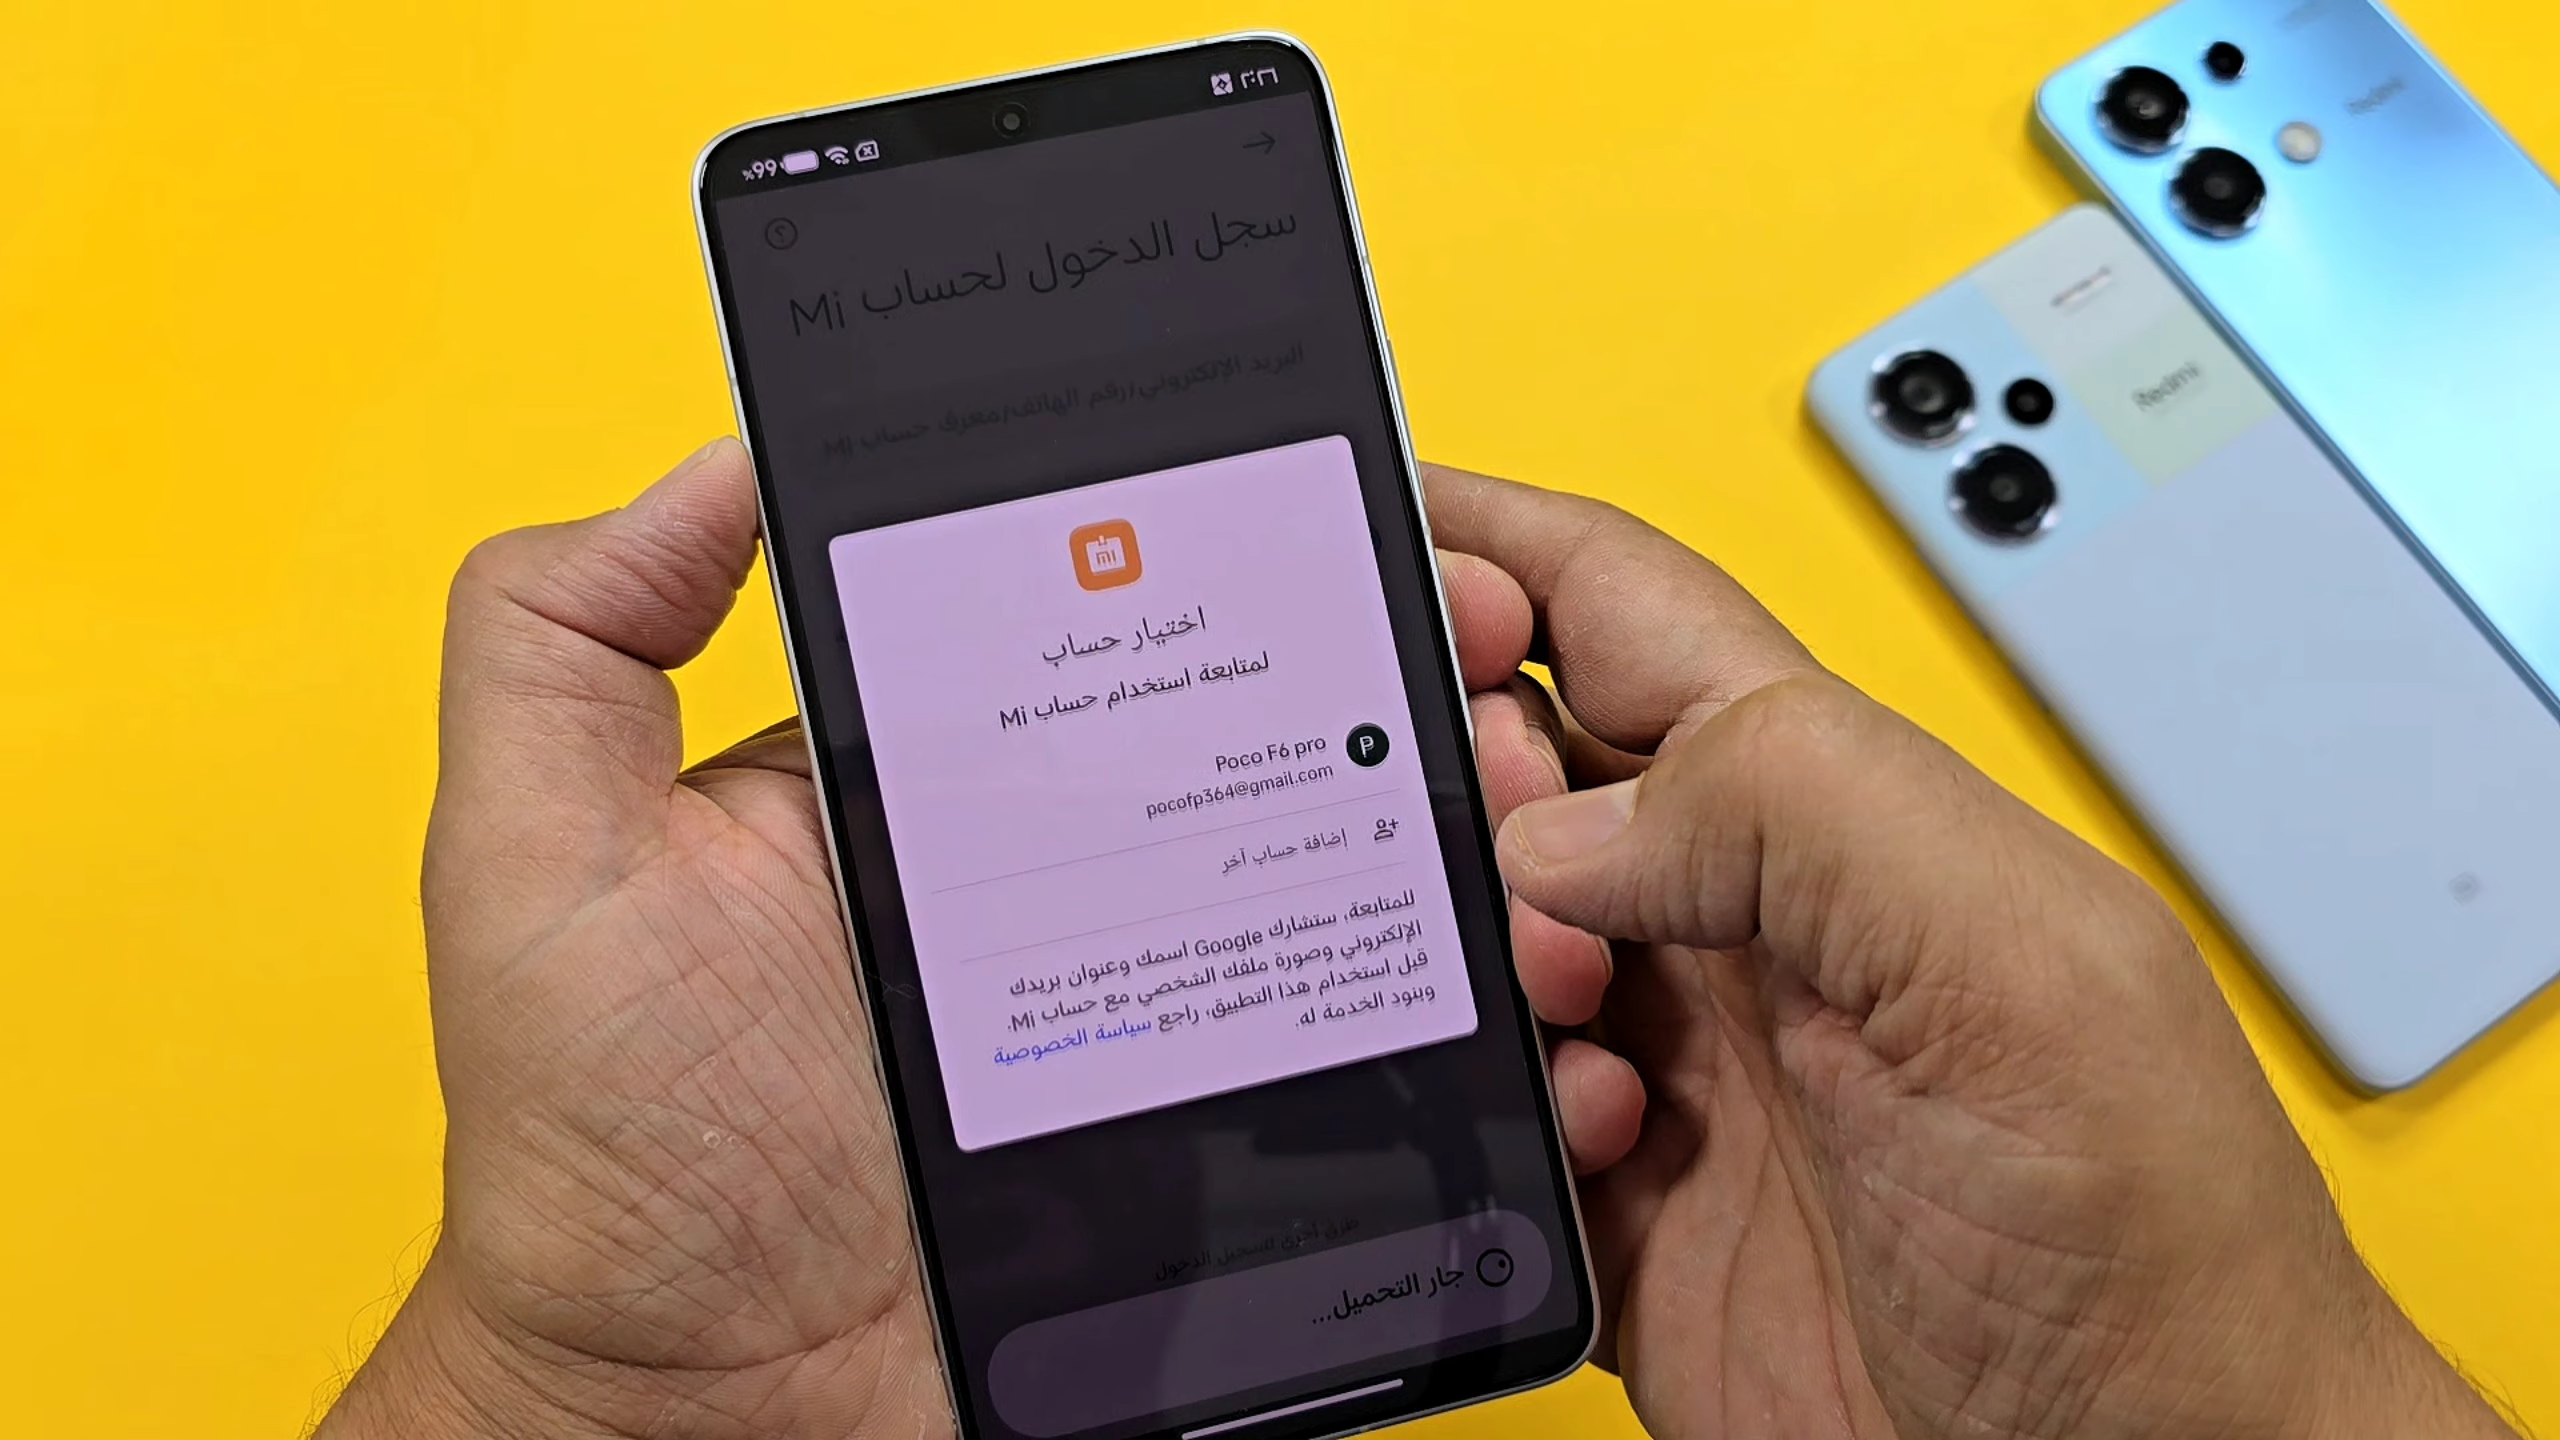 ٢:٢٦
%99
سجل الدخول لحساب Mi
البريد الإلكتروني/رقم الهاتف/معرف حساب Mi
mi
اختيار حساب
لمتابعة استخدام حساب Mi
Poco F6 pro
pocofp364@gmail.com
إضافة حساب آخر
للمتابعة، ستشارك Google اسمك وعنوان بريدك
الإلكتروني وصورة ملفك الشخصي مع حساب Mi.
قبل استخدام هذا التطبيق، راجع سياسة الخصوصية
وبنود الخدمة له.
طرق أخرى لتسجيل الدخول
جارِ التحميل...
Redmi
Redmi